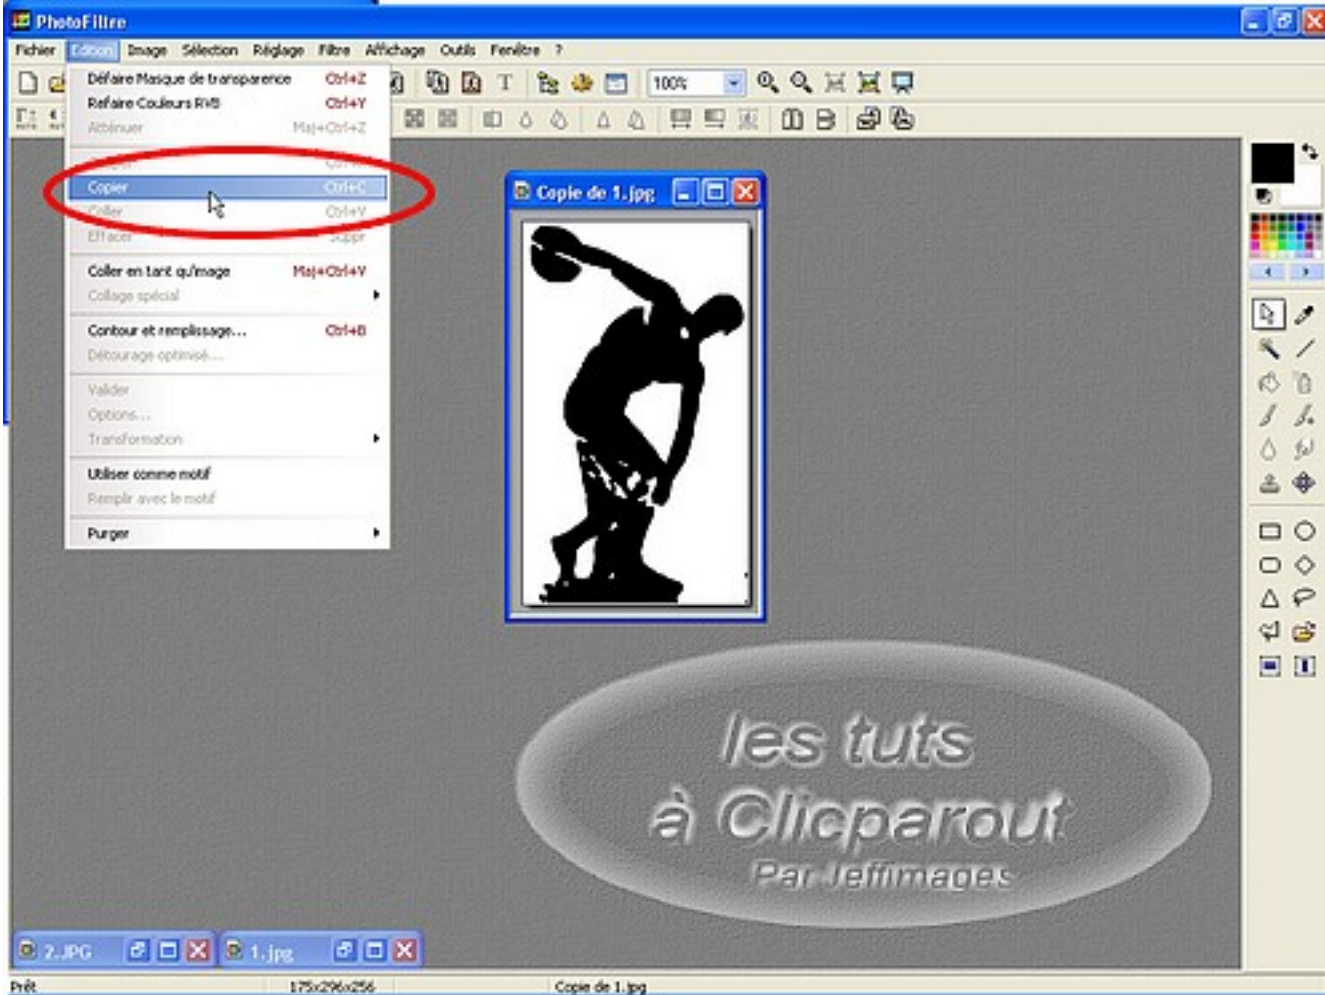 PhotoFiltre
Fichier Edition Image Sélection Réglage Filtre Affichage Outils Fenêtre ?
Défaire Masque de transparence Ctrl+Z
Refaire Couleurs RVB Ctrl+Y
Atténuer Maj+Ctrl+Z
100%
Copier Ctrl+C
Coller Ctrl+V
Effacer Suppr
Coller en tant qu'image Maj+Ctrl+V
Collage spécial
Contour et remplissage... Ctrl+B
Détourage optimisé...
Valider
Options...
Transformation
Utiliser comme motif
Remplir avec le motif
Purger
Copie de 1.jpg
les tuts
à Clicparout
Par Jeffimages
2.JPG
1.jpg
Prêt 175x296x256 Copie de 1.jpg